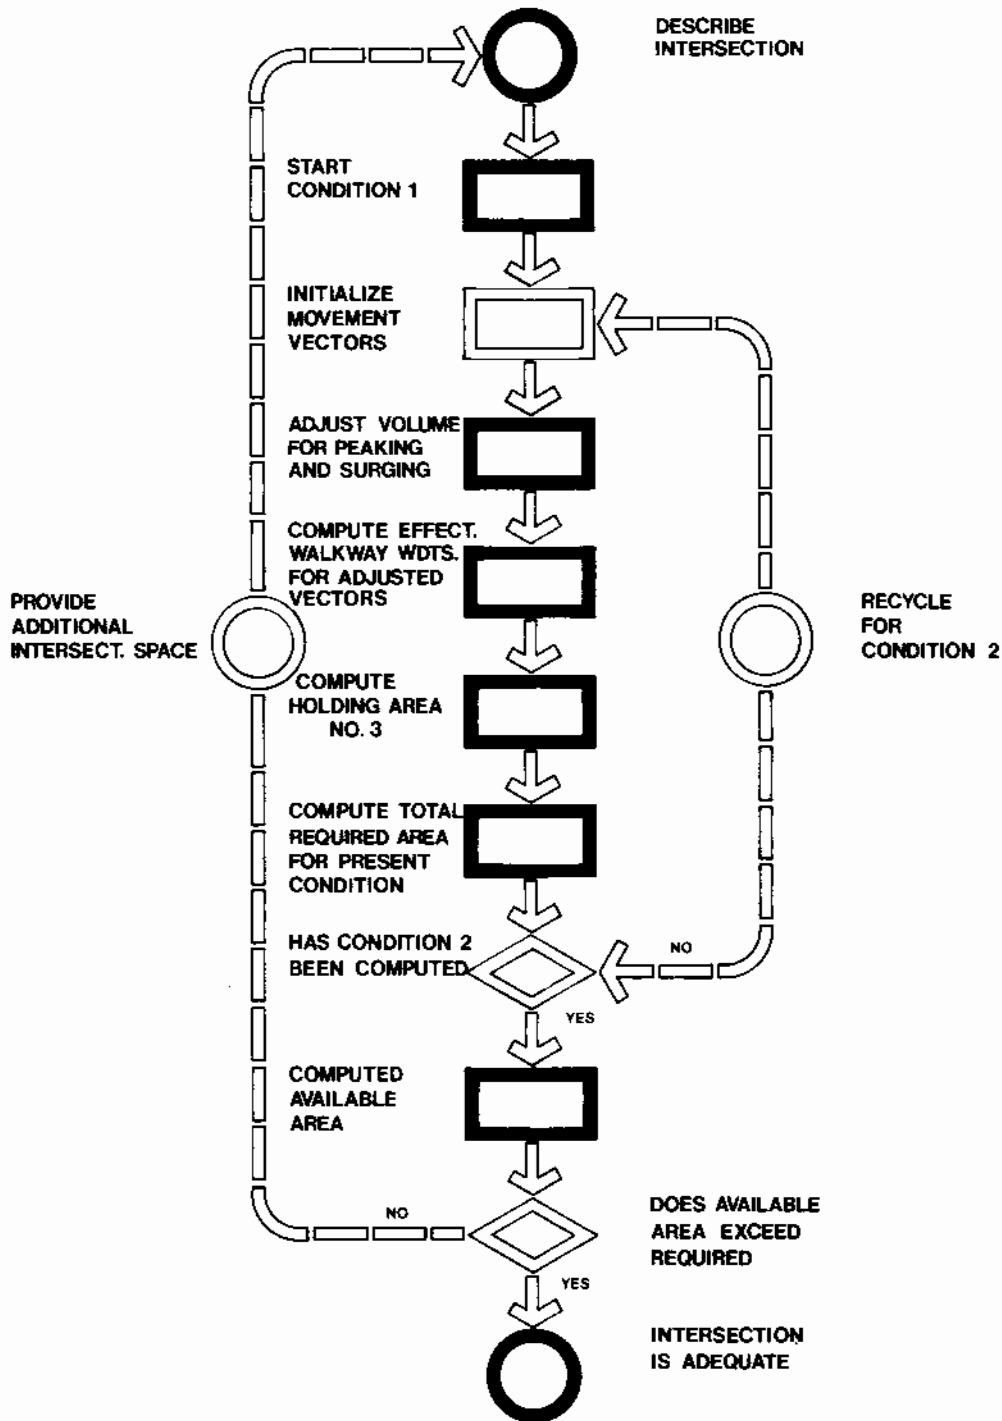 DESCRIBE
INTERSECTION
START
CONDITION 1
INITIALIZE
MOVEMENT
VECTORS
ADJUST VOLUME
FOR PEAKING
AND SURGING
COMPUTE EFFECT.
WALKWAY WDTS.
FOR ADJUSTED
VECTORS
PROVIDE
ADDITIONAL
INTERSECT. SPACE
RECYCLE
FOR
CONDITION 2
COMPUTE
HOLDING AREA
NO. 3
COMPUTE TOTAL
REQUIRED AREA
FOR PRESENT
CONDITION
HAS CONDITION 2
BEEN COMPUTED
NO
YES
COMPUTED
AVAILABLE
AREA
NO
DOES AVAILABLE
AREA EXCEED
REQUIRED
YES
INTERSECTION
IS ADEQUATE